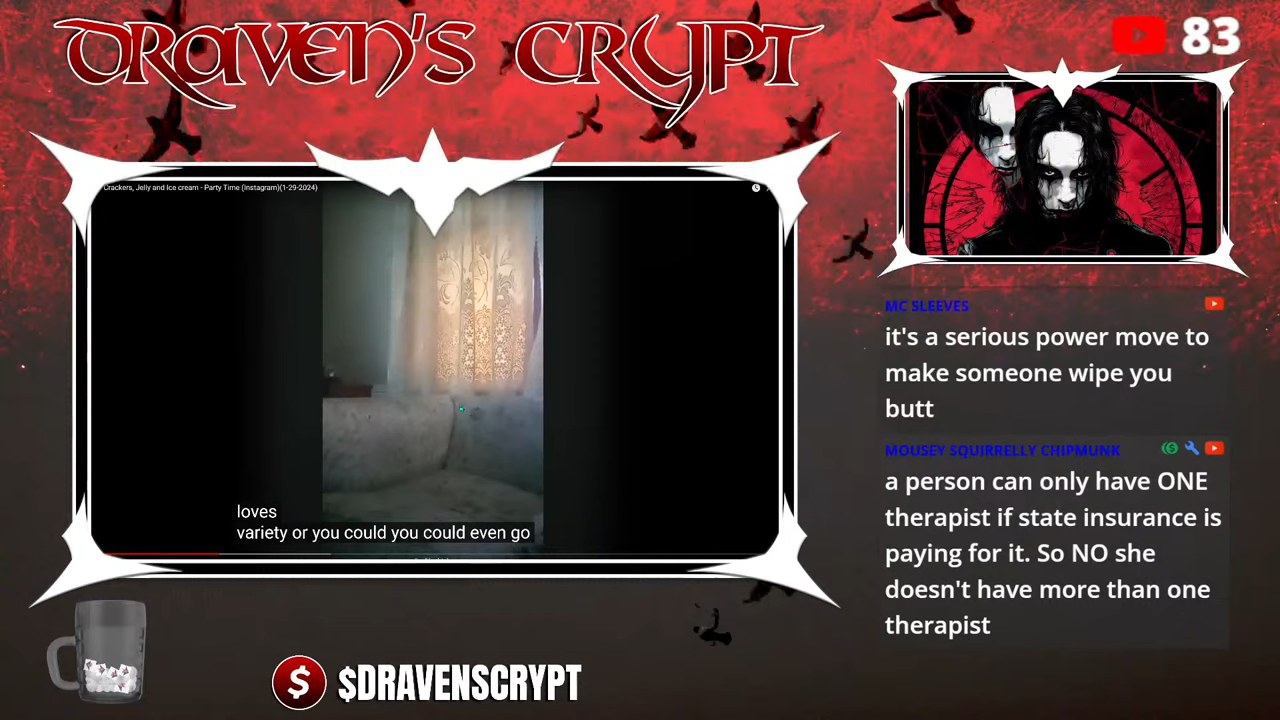 DRAVEN'S CRYPT
83
Crackers, Jelly and Ice cream - Party Time (Instagram)(1-29-2024)
loves
variety or you could you could even go
MC SLEEVES
it's a serious power move to
make someone wipe you
butt
MOUSEY SQUIRRELLY CHIPMUNK
a person can only have ONE
therapist if state insurance is
paying for it. So NO she
doesn't have more than one
therapist
$ $DRAVENSCRYPT